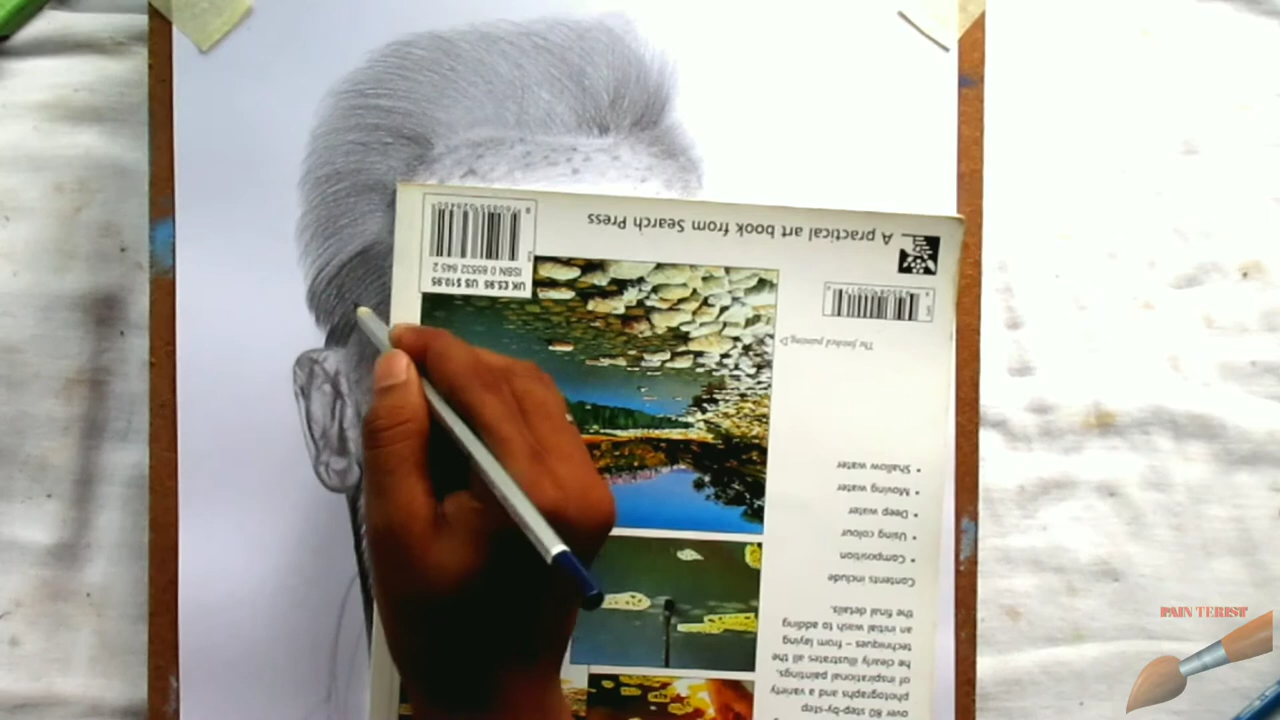 A practical art book from Search Press
ISBN 0 85532 845 2
UK £5.95 US $10.95
The finished painting
• Shallow water
• Moving water
• Deep water
• Using colour
• Composition
Contents include
the final details.
an initial wash to adding
techniques – from laying
he clearly illustrates all the
of inspirational paintings,
photographs and a variety
over 80 step-by-step
PAIN TERIST